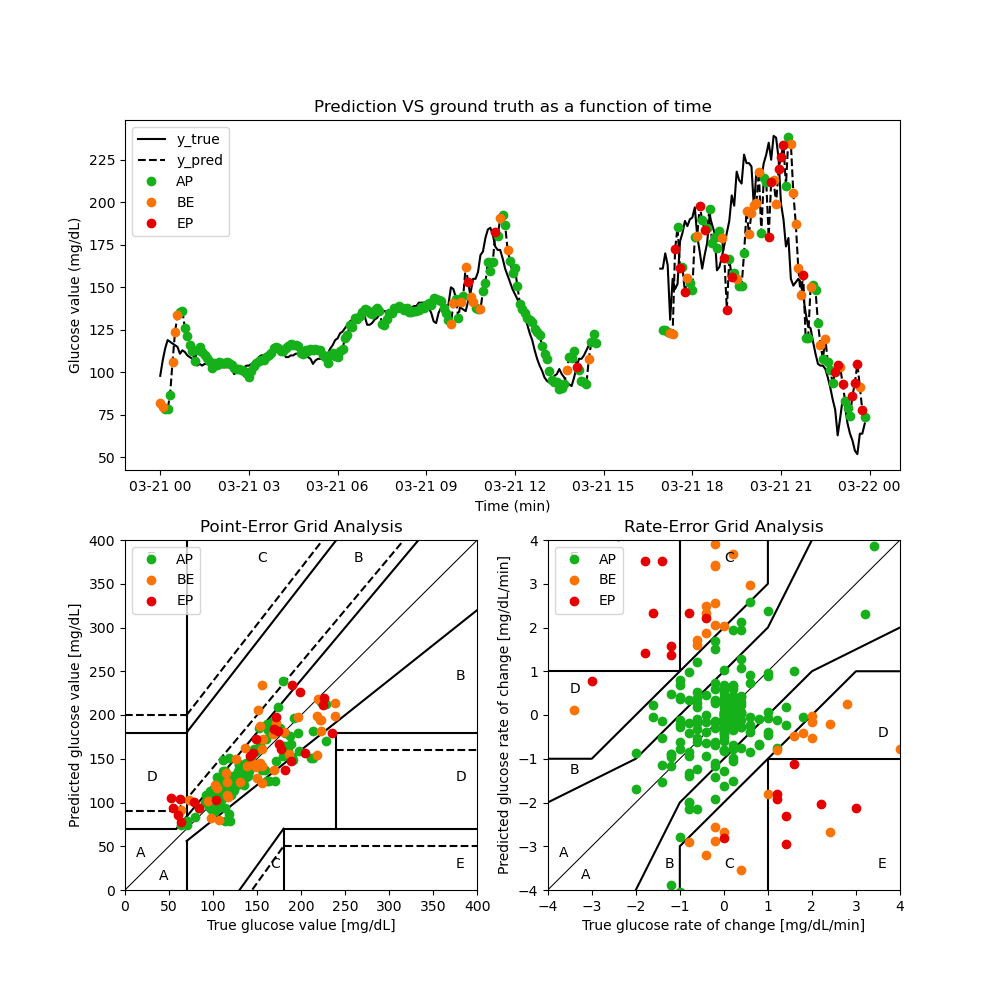 Prediction VS ground truth as a function of time
y_true
y_pred
AP
BE
EP
Glucose value (mg/dL)
225
200
175
150
125
100
75
50
03-21 00 03-21 03 03-21 06 03-21 09 03-21 12 03-21 15 03-21 18 03-21 21 03-22 00
Time (min)
Point-Error Grid Analysis
AP
BE
EP
C
B
B
D
D
A
A
C
E
Predicted glucose value [mg/dL]
400
350
300
250
200
150
100
50
0
0 50 100 150 200 250 300 350 400
True glucose value [mg/dL]
Rate-Error Grid Analysis
AP
BE
EP
C
D
D
B
A
A
B
C
E
Predicted glucose rate of change [mg/dL/min]
4
3
2
1
0
−1
−2
−3
−4
−4 −3 −2 −1 0 1 2 3 4
True glucose rate of change [mg/dL/min]